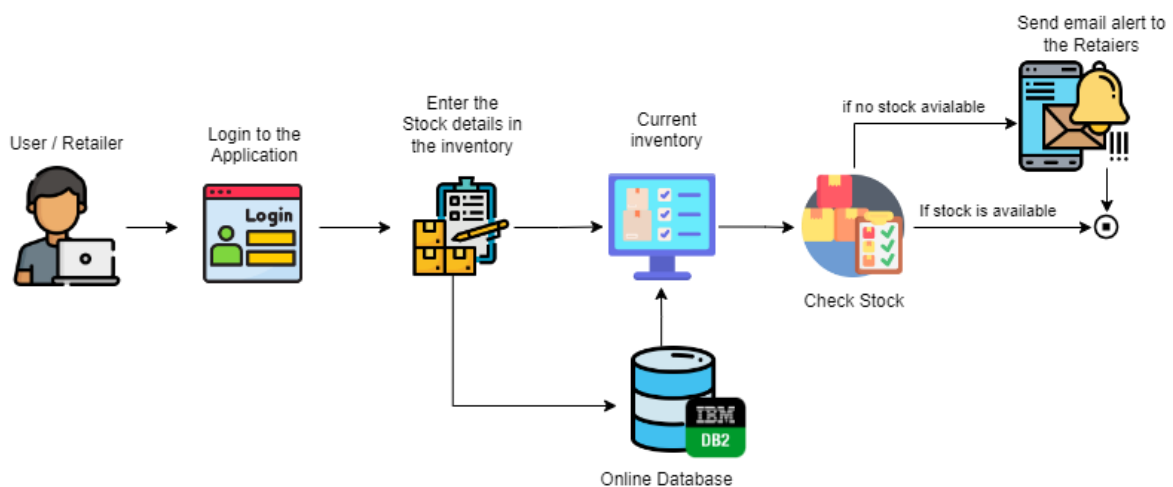 User / Retailer
Login to the
Application
Login
Enter the
Stock details in
the inventory
Current
inventory
IBM
DB2
Online Database
Check Stock
if no stock avialable
If stock is available
Send email alert to
the Retaiers